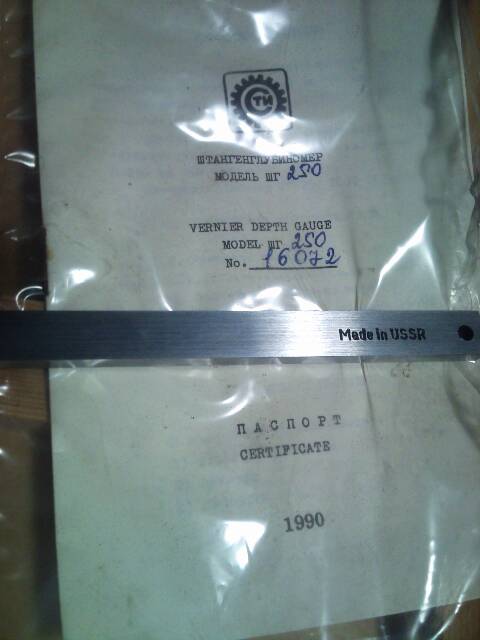 СТИ
ШТАНГЕНГЛУБИНОМЕР
МОДЕЛЬ ШГ 250
VERNIER DEPTH GAUGE
MODEL ШГ 250
No. 16072
Made in USSR
ПАСПОРТ
CERTIFICATE
1990